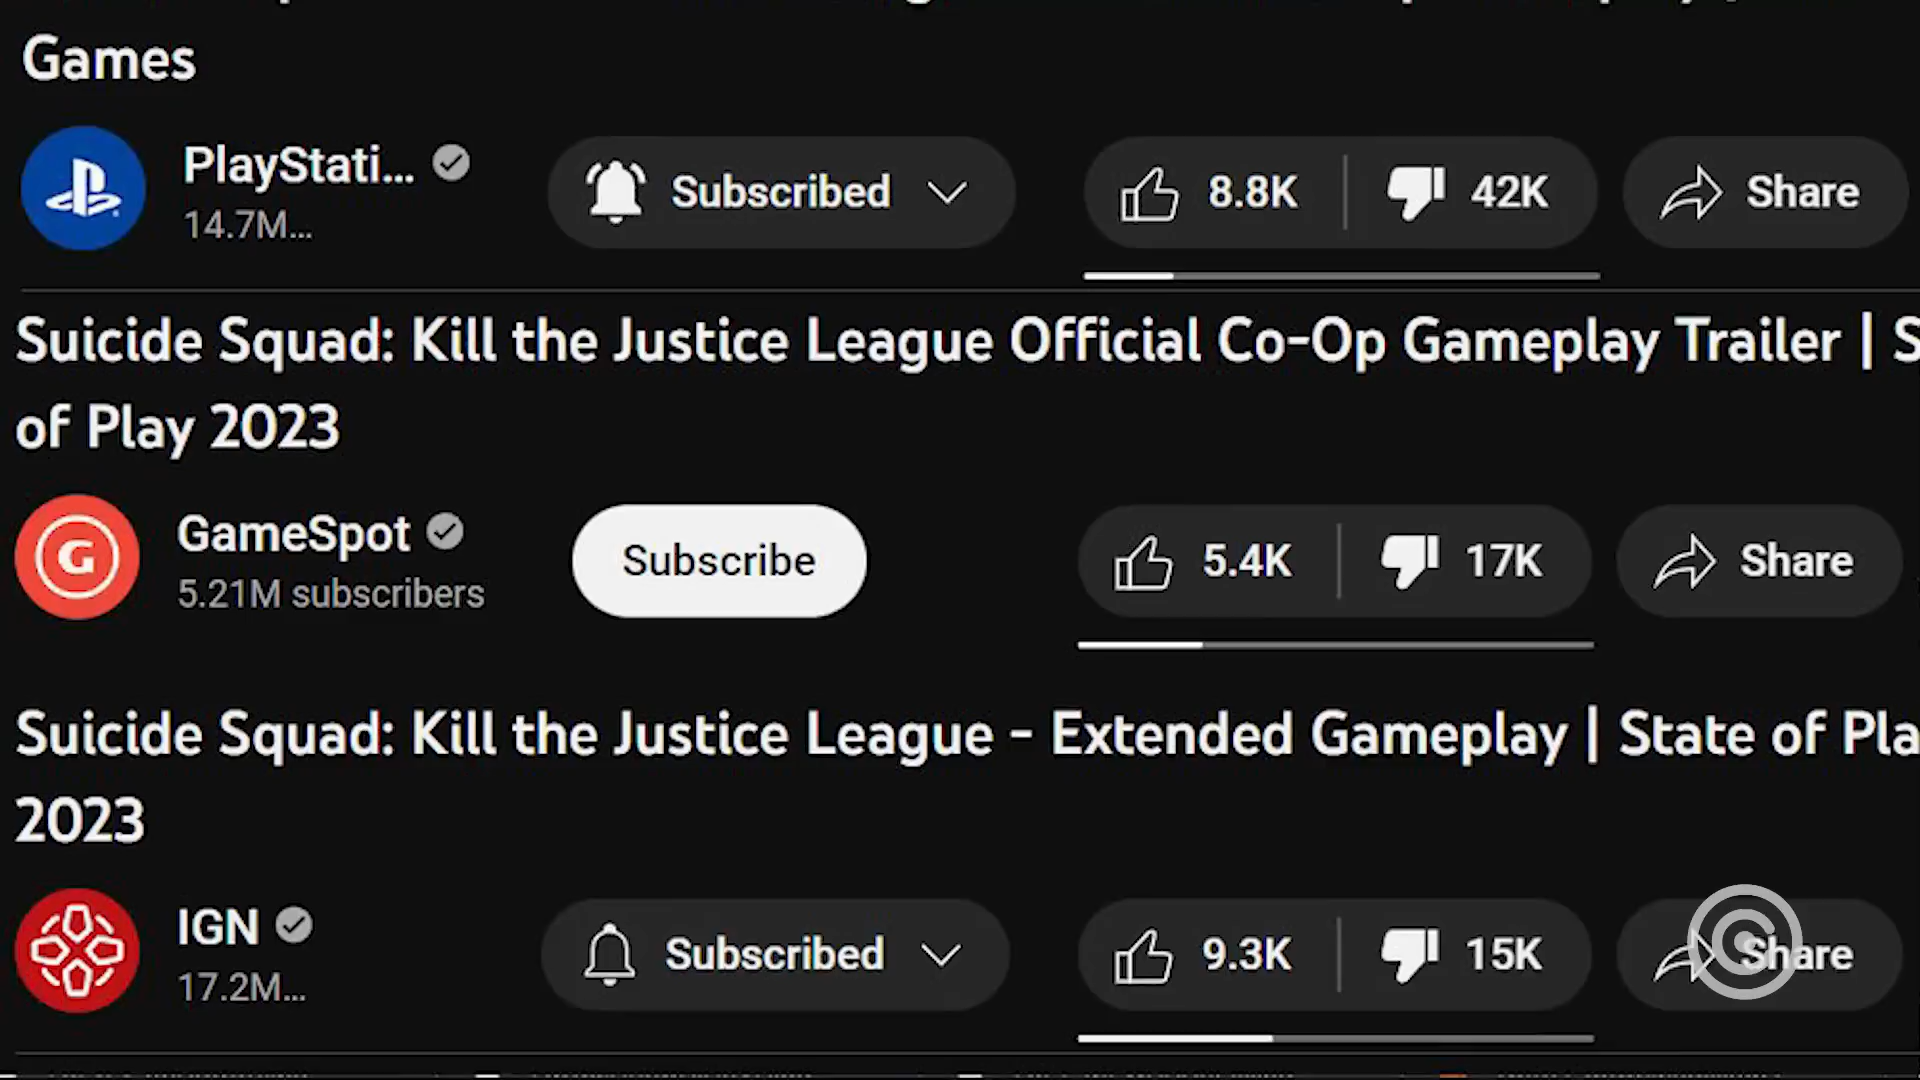 Games
PlayStati...
14.7M...
Subscribed
8.8K
42K
Share
Suicide Squad: Kill the Justice League Official Co-Op Gameplay Trailer | S
of Play 2023
GameSpot
5.21M subscribers
Subscribe
5.4K
17K
Share
Suicide Squad: Kill the Justice League - Extended Gameplay | State of Pla
2023
IGN
17.2M...
Subscribed
9.3K
15K
Share